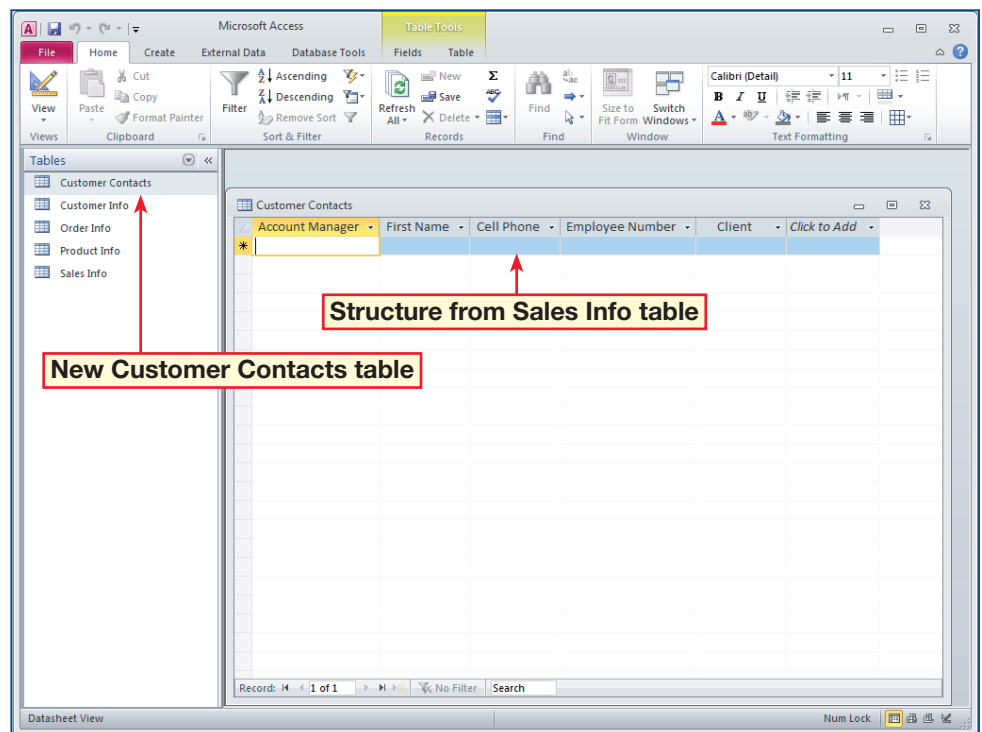 Microsoft Access
Table Tools
File Home Create External Data Database Tools Fields Table
View
Views
Paste
Cut
Copy
Format Painter
Clipboard
Filter
Ascending
Descending
Remove Sort
Sort & Filter
Refresh All
New
Save
Delete
Records
Find
Find
Size to Fit Form
Switch Windows
Window
Calibri (Detail) 11
B I U
A
Text Formatting
Tables
Customer Contacts
Customer Info
Order Info
Product Info
Sales Info
Customer Contacts
Account Manager First Name Cell Phone Employee Number Client Click to Add
Structure from Sales Info table
New Customer Contacts table
Record: 1 of 1 No Filter Search
Datasheet View Num Lock